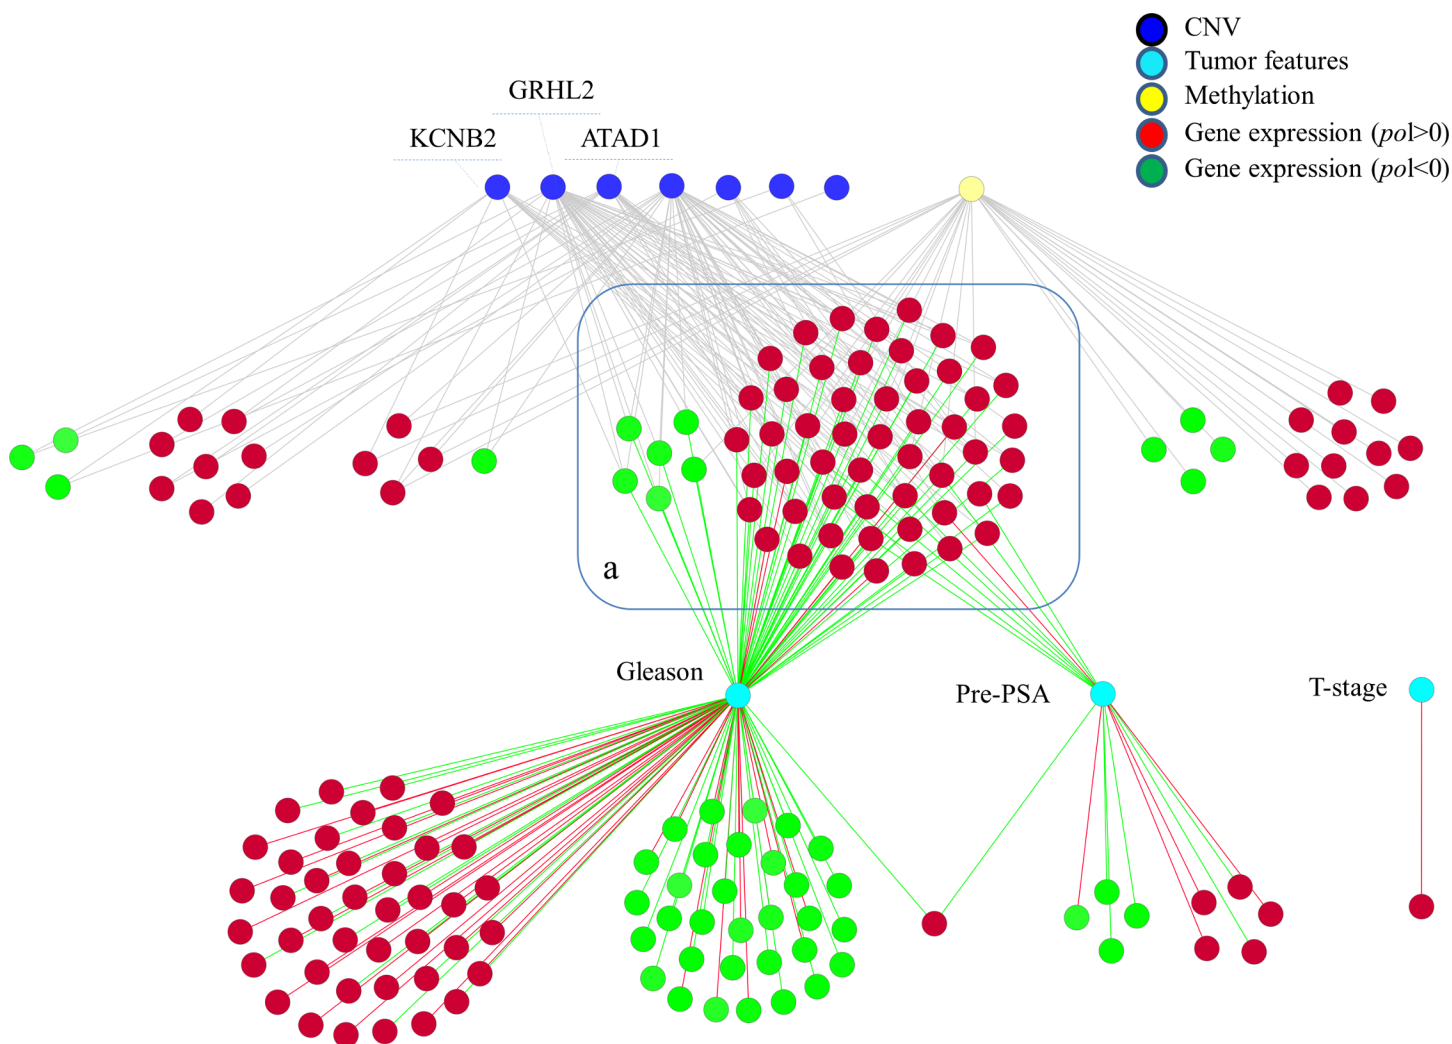 CNV
Tumor features
Methylation
Gene expression (pol>0)
Gene expression (pol<0)
GRHL2
KCNB2
ATAD1
a
Gleason
Pre-PSA
T-stage